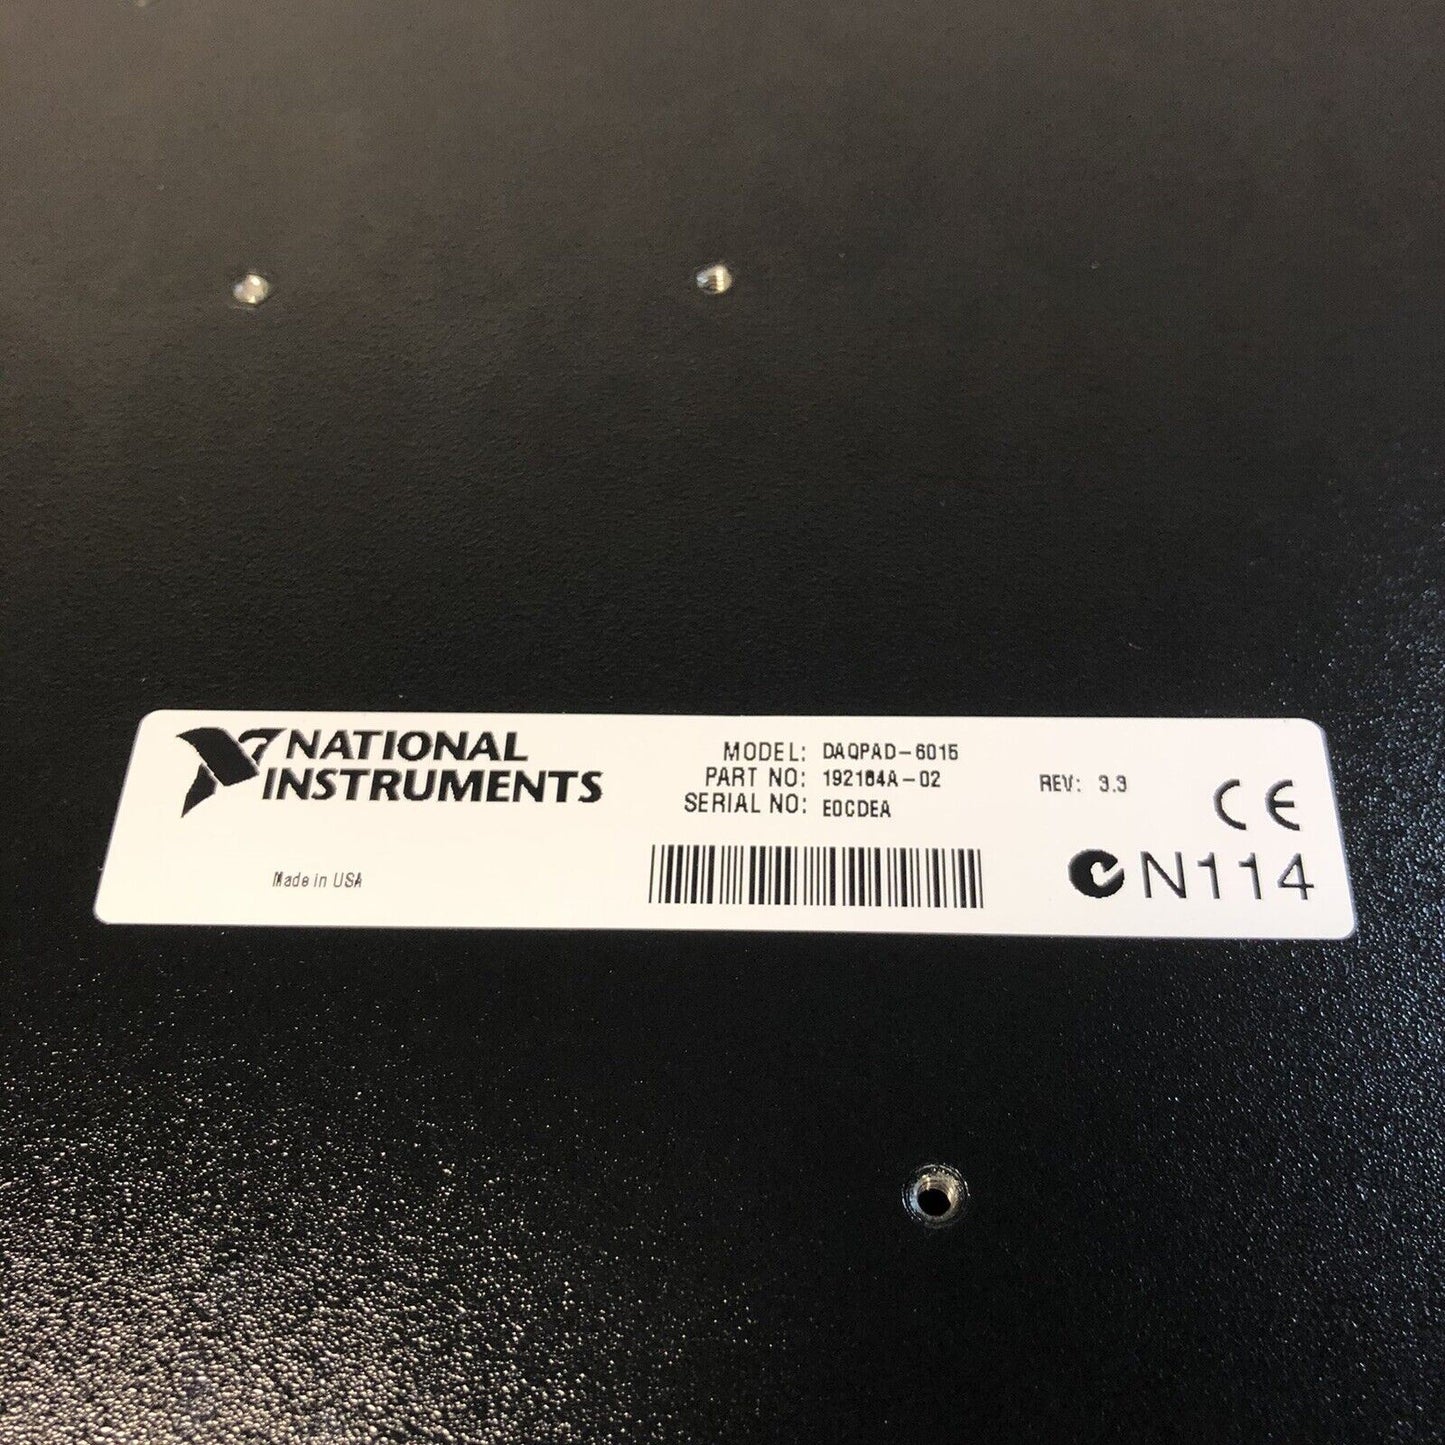 NATIONAL
INSTRUMENTS
MODEL: DAQPAD-6015
PART NO: 192164A-02
REV: 3.3
SERIAL NO: E0CDEA
CE
N114
Made in USA